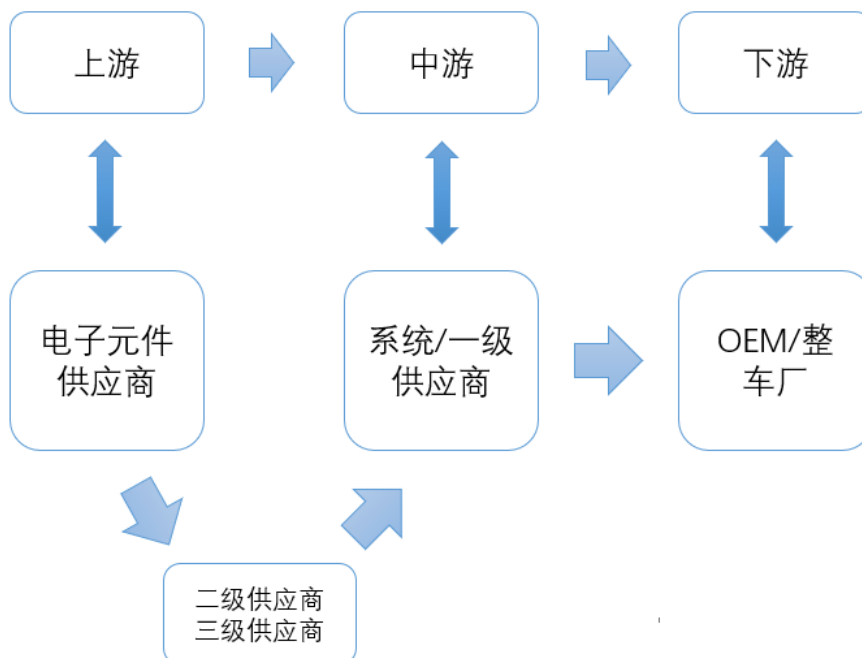 上游
中游
下游
电子元件
供应商
系统/一级
供应商
OEM/整
车厂
二级供应商
三级供应商